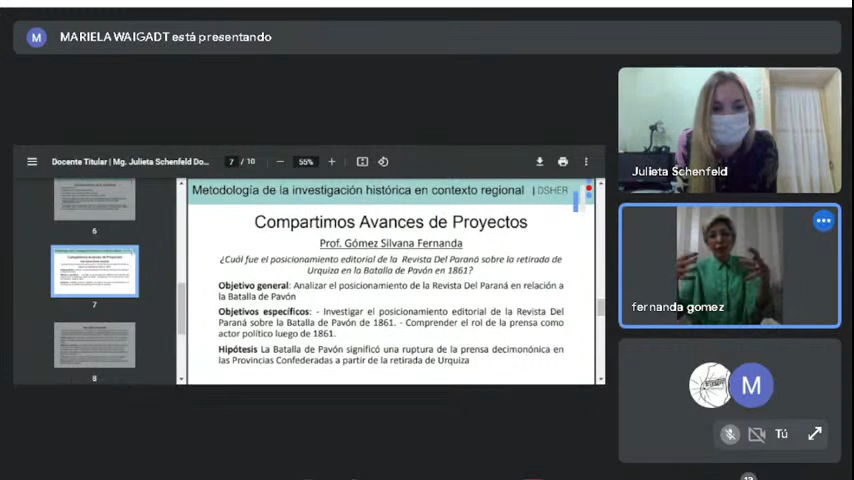 M MARIELA WAIGADT está presentando
Docente Titular | Mg. Julieta Schenfeld Do... 7 / 10 55%
6
7
8
Metodología de la investigación histórica en contexto regional | DSHER
Compartimos Avances de Proyectos
Prof. Gómez Silvana Fernanda
¿Cuál fue el posicionamiento editorial de la Revista Del Paraná sobre la retirada de
Urquiza en la Batalla de Pavón en 1861?
Objetivo general: Analizar el posicionamiento de la Revista Del Paraná en relación a
la Batalla de Pavón
Objetivos específicos: - Investigar el posicionamiento editorial de la Revista Del
Paraná sobre la Batalla de Pavón de 1861. - Comprender el rol de la prensa como
actor político luego de 1861.
Hipótesis La Batalla de Pavón significó una ruptura de la prensa decimonónica en
las Provincias Confederadas a partir de la retirada de Urquiza
Julieta Schenfeld
fernanda gomez
M
Tú